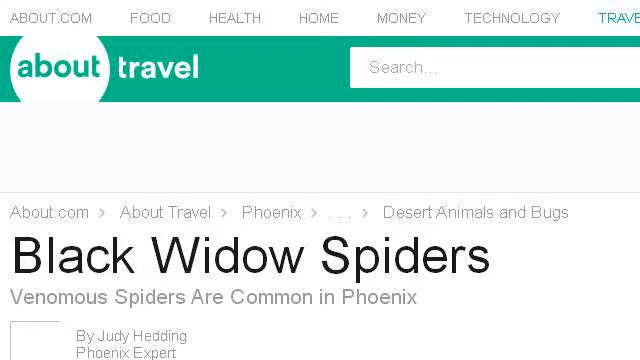 ABOUT.COM FOOD HEALTH HOME MONEY TECHNOLOGY TRAVE
about travel Search...
About.com > About Travel > Phoenix > . . . > Desert Animals and Bugs
Black Widow Spiders
Venomous Spiders Are Common in Phoenix
By Judy Hedding
Phoenix Expert